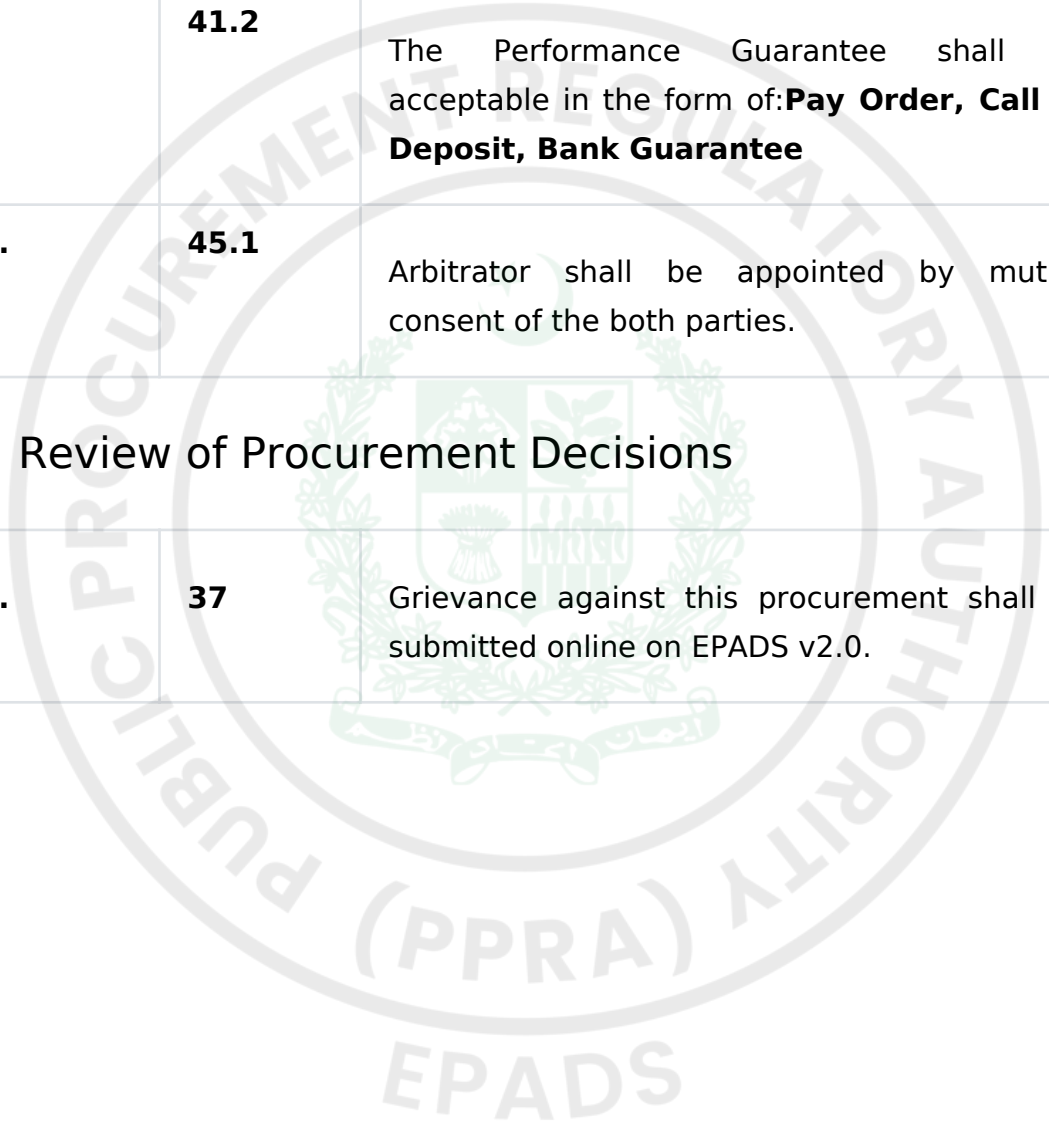 41.2
The Performance Guarantee shall
acceptable in the form of:Pay Order, Call
Deposit, Bank Guarantee
. 45.1
Arbitrator shall be appointed by mut
consent of the both parties.
Review of Procurement Decisions
. 37 Grievance against this procurement shall
submitted online on EPADS v2.0.
PUBLIC PROCUREMENT REGULATORY AUTHORITY
(PPRA)
EPADS